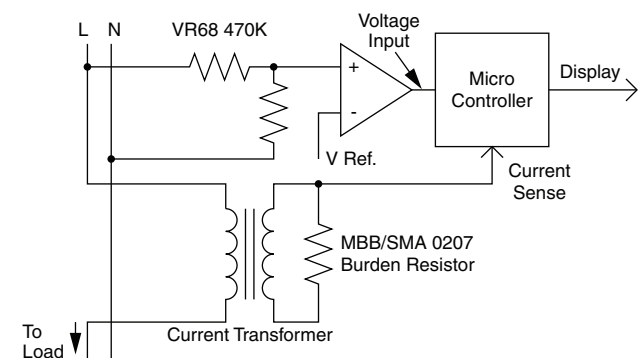 L N
VR68 470K
Voltage
Input
+
-
Micro
Controller
Display
V Ref.
Current
Sense
MBB/SMA 0207
Burden Resistor
Current Transformer
To
Load